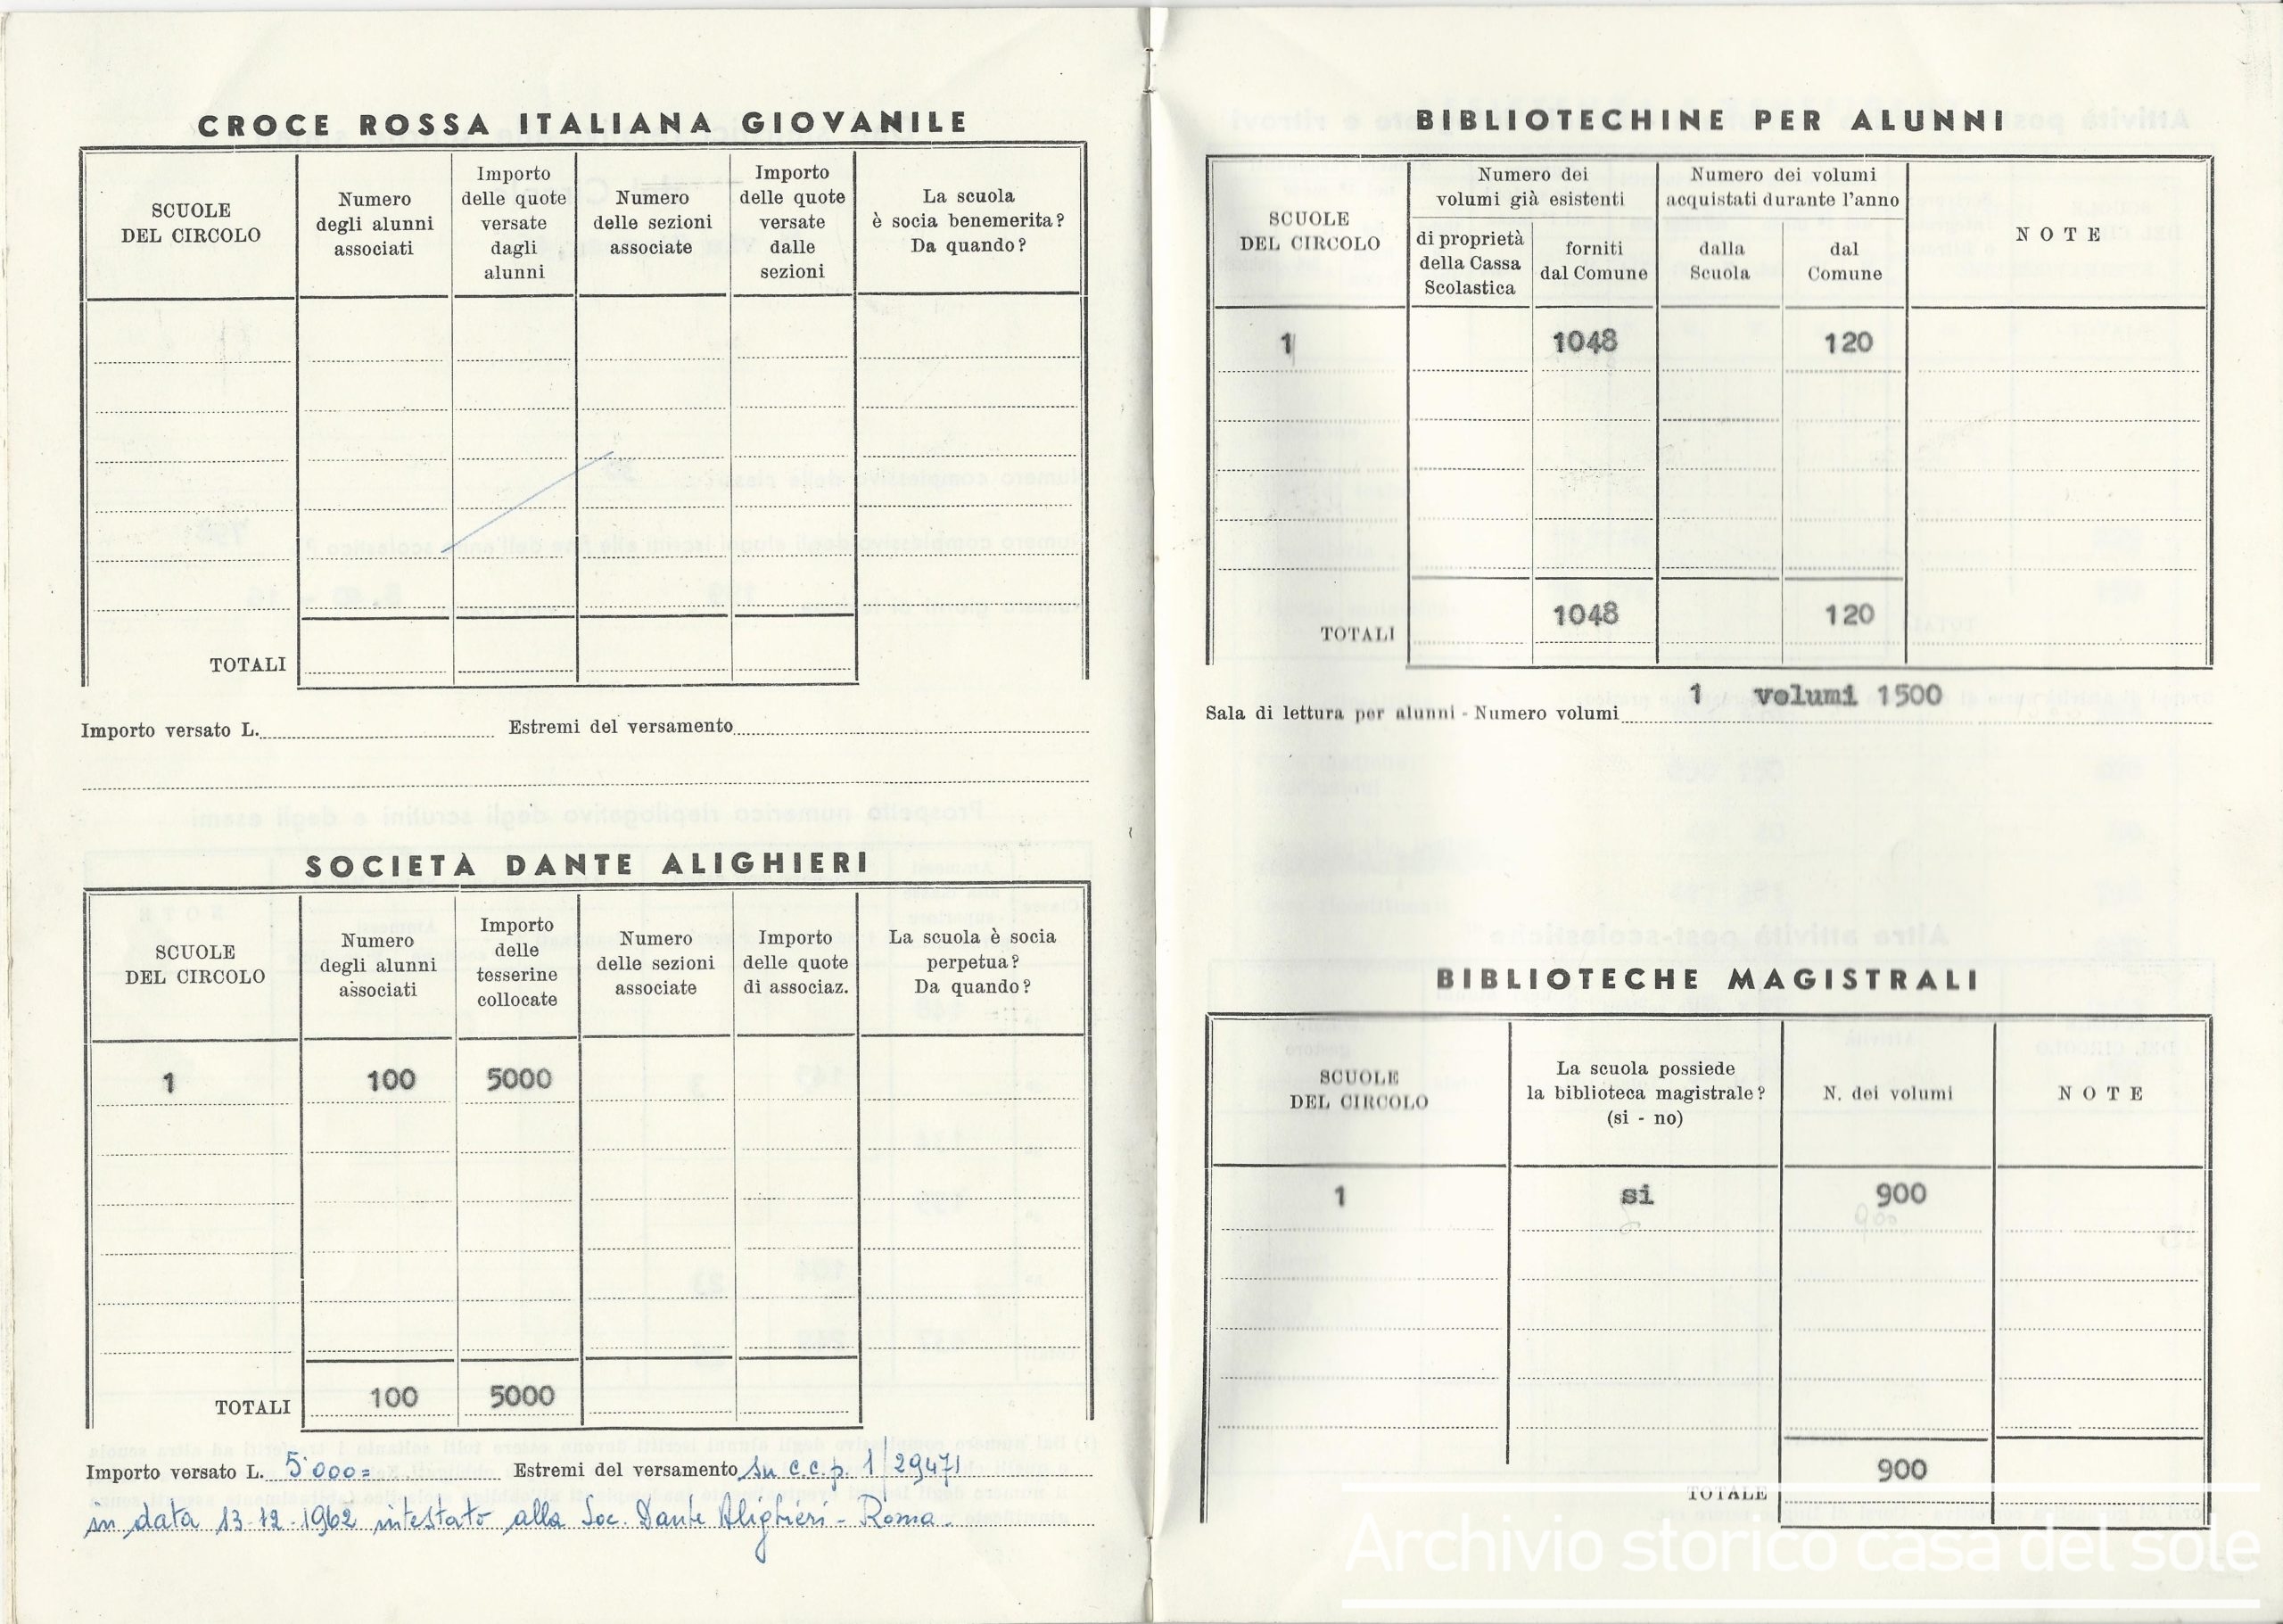 CROCE ROSSA ITALIANA GIOVANILE
SCUOLE
DEL CIRCOLO
Numero
degli alunni
associati
Importo
delle quote
versate
dagli
alunni
Numero
delle sezioni
associate
Importo
delle quote
versate
dalle
sezioni
La scuola
è socia benemerita?
Da quando?
TOTALI
Importo versato L. Estremi del versamento
SOCIETÀ DANTE ALIGHIERI
SCUOLE
DEL CIRCOLO
Numero
degli alunni
associati
Importo
delle
tesserine
collocate
Numero
delle sezioni
associate
Importo
delle quote
di associaz.
La scuola è socia
perpetua?
Da quando?
1 100 5000
TOTALI 100 5000
Importo versato L. 5'000= Estremi del versamento su c.c.p. 1/29471
in data 13-12-1962 intestato alla Soc. Dante Alighieri - Roma.
BIBLIOTECHINE PER ALUNNI
SCUOLE
DEL CIRCOLO
Numero dei
volumi già esistenti
di proprietà
della Cassa
Scolastica
forniti
dal Comune
Numero dei volumi
acquistati durante l'anno
dalla
Scuola
dal
Comune
NOTE
1 1048 120
TOTALI 1048 120
Sala di lettura per alunni - Numero volumi 1 volumi 1500
BIBLIOTECHE MAGISTRALI
SCUOLE
DEL CIRCOLO
La scuola possiede
la biblioteca magistrale?
(si - no)
N. dei volumi
NOTE
1 si 900
900
TOTALE 900
Archivio storico casa del sole